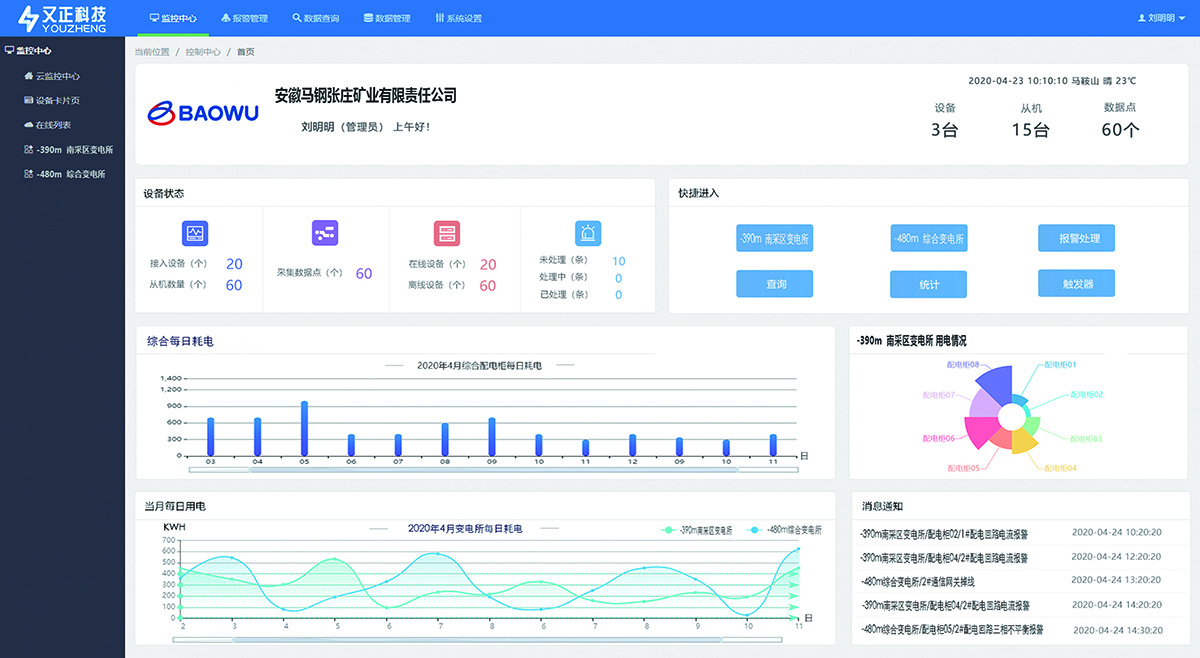 又正科技
YOUZHENG
监控中心
报警管理
数据查询
数据管理
系统设置
刘明明
监控中心
云监控中心
设备卡片页
在线列表
-390m 南采区变电所
-480m 综合变电所
当前位置 / 控制中心 / 首页
BAOWU
安徽马钢张庄矿业有限责任公司
刘明明（管理员） 上午好!
2020-04-23 10:10:10 马鞍山 晴 23℃
设备 从机 数据点
3台 15台 60个
设备状态
接入设备（个） 20
从机数量（个） 60
采集数据点（个） 60
在线设备（个） 20
离线设备（个） 60
未处理（条） 10
处理中（条） 0
已处理（条） 0
快捷进入
-390m 南采区变电所
-480m 综合变电所
报警处理
查询
统计
触发器
综合每日耗电
2020年4月综合配电柜每日耗电
1,400
1,200
900
600
300
0
03 04 05 06 07 08 09 10 11 12 09 10 11 日
-390m 南采区变电所 用电情况
配电柜08
配电柜01
配电柜07
配电柜02
配电柜06
配电柜03
配电柜05
配电柜04
当月每日用电
KWH
2020年4月变电所每日耗电
-390m南采区变电所
-480m综合变电所
700
600
500
400
300
200
100
0
2 3 4 5 6 7 8 6 7 8 9 10 11 日
消息通知
-390m南采区变电所/配电柜02/1#配电回路电流报警 2020-04-24 10:20:20
-390m南采区变电所/配电柜04/2#配电回路电流报警 2020-04-24 12:20:20
-480m综合变电所/2#通信网关掉线 2020-04-24 13:20:20
-390m南采区变电所/配电柜04/2#配电回路电流报警 2020-04-24 14:20:20
-480m综合变电所/配电柜05/2#配电回路三相不平衡报警 2020-04-24 14:30:20